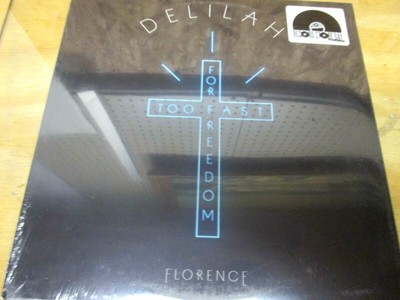 DELILAH
TOO FAST
FOR FREEDOM
FLORENCE